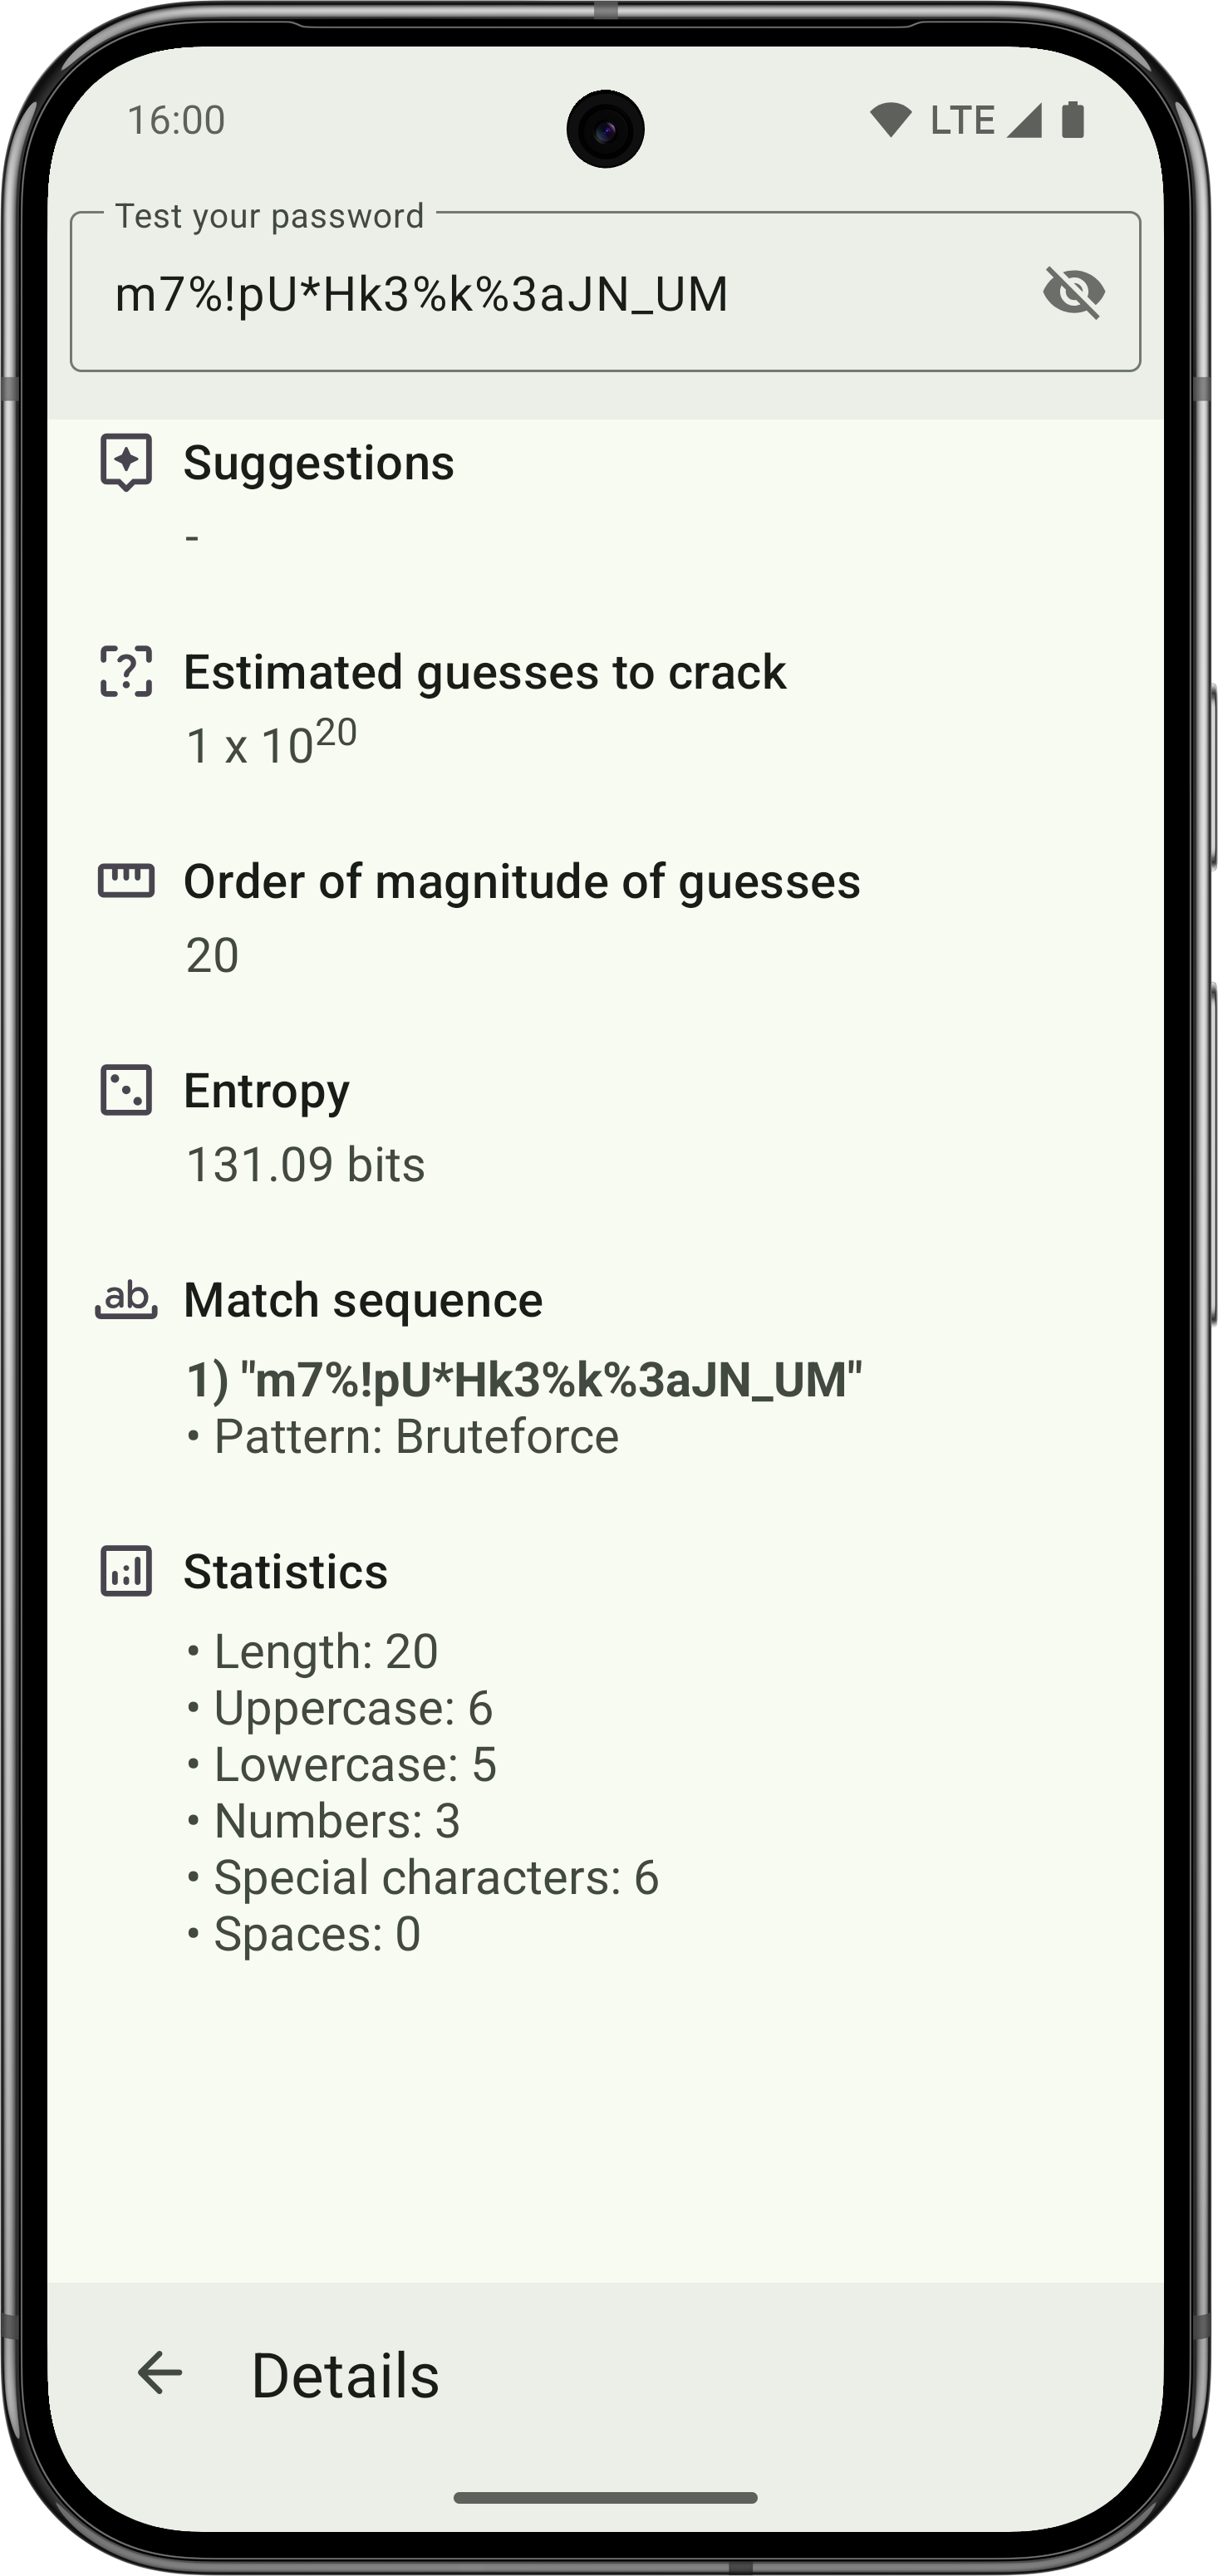 16:00 LTE
Test your password
m7%!pU*Hk3%k%3aJN_UM
Suggestions
-
Estimated guesses to crack
1 x 10²⁰
Order of magnitude of guesses
20
Entropy
131.09 bits
ab Match sequence
1) "m7%!pU*Hk3%k%3aJN_UM"
• Pattern: Bruteforce
Statistics
• Length: 20
• Uppercase: 6
• Lowercase: 5
• Numbers: 3
• Special characters: 6
• Spaces: 0
Details